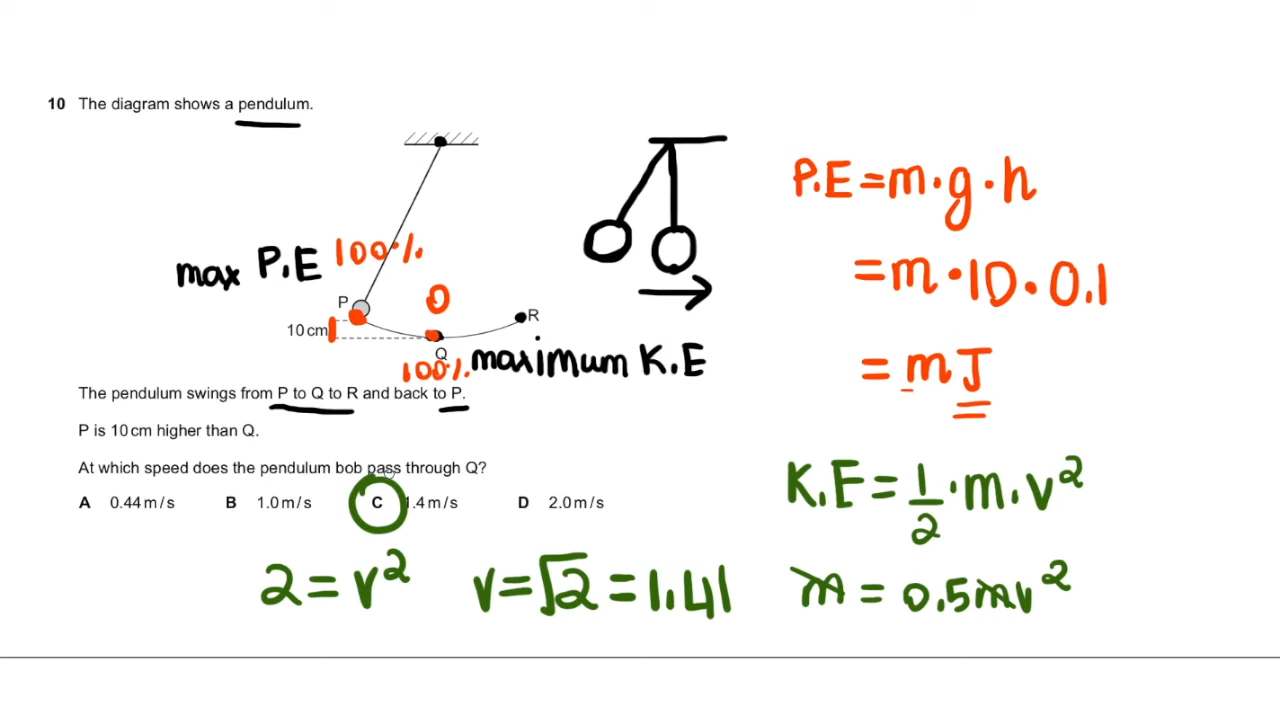 10 The diagram shows a pendulum.
max P.E 100%
P
0
R
10 cm
Q
100% maximum K.E
The pendulum swings from P to Q to R and back to P.
P is 10 cm higher than Q.
At which speed does the pendulum bob pass through Q?
A 0.44 m/s B 1.0 m/s C 1.4 m/s D 2.0 m/s
2 = v² v = √2 = 1.41
P.E = m · g · h
= m · 10 · 0.1
= m J
K.E = 1/2 · m · v²
m = 0.5mv²